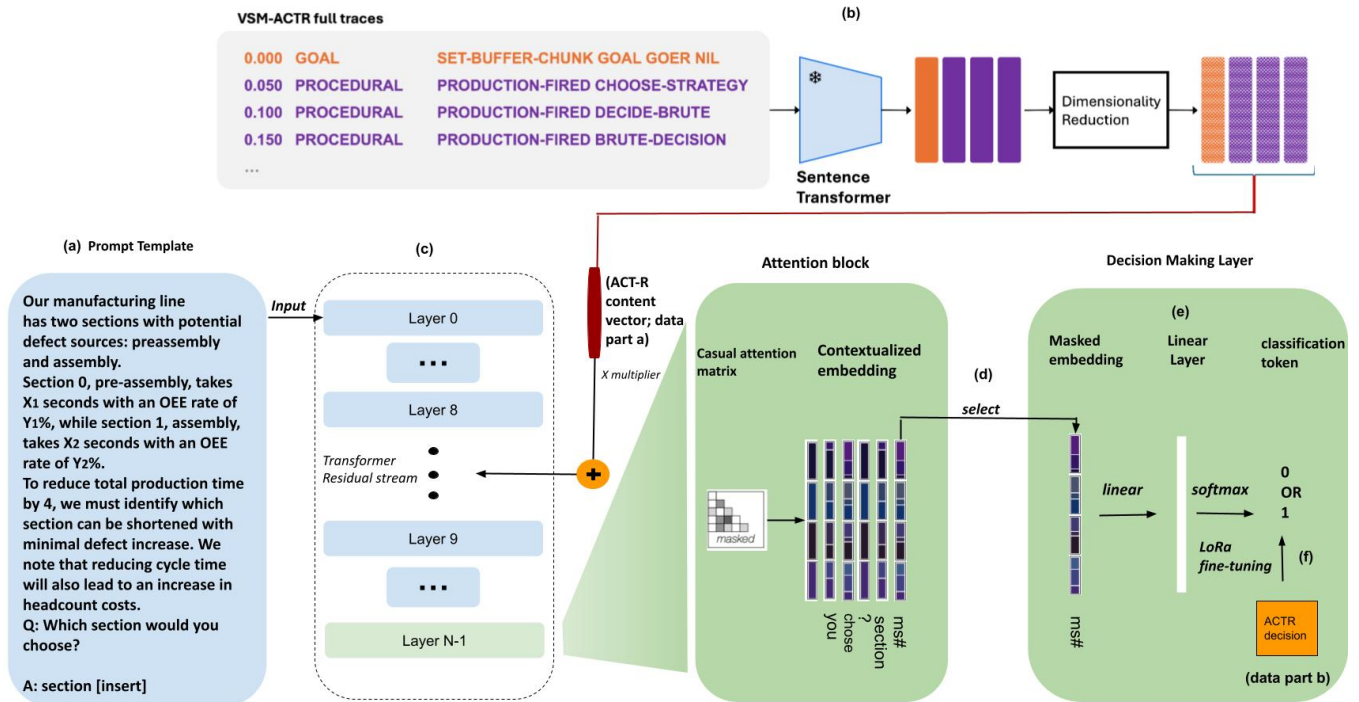 VSM-ACTR full traces
(b)
0.000 GOAL SET-BUFFER-CHUNK GOAL GOER NIL
0.050 PROCEDURAL PRODUCTION-FIRED CHOOSE-STRATEGY
0.100 PROCEDURAL PRODUCTION-FIRED DECIDE-BRUTE
0.150 PROCEDURAL PRODUCTION-FIRED BRUTE-DECISION
...
Sentence
Transformer
Dimensionality
Reduction
(a) Prompt Template
Our manufacturing line
has two sections with potential
defect sources: preassembly
and assembly.
Section 0, pre-assembly, takes
X1 seconds with an OEE rate of
Y1%, while section 1, assembly,
takes X2 seconds with an OEE
rate of Y2%.
To reduce total production time
by 4, we must identify which
section can be shortened with
minimal defect increase. We
note that reducing cycle time
will also lead to an increase in
headcount costs.
Q: Which section would you
choose?
A: section [insert]
Input
(c)
Layer 0
...
Layer 8
Transformer
Residual stream
Layer 9
...
Layer N-1
(ACT-R
content
vector; data
part a)
X multiplier
+
Attention block
Casual attention
matrix
Contextualized
embedding
masked
you
chose
?
section
ms#
(d)
select
Decision Making Layer
(e)
Masked
embedding
Linear
Layer
classification
token
linear
softmax
LoRa
fine-tuning
0
OR
1
(f)
ms#
ACTR
decision
(data part b)